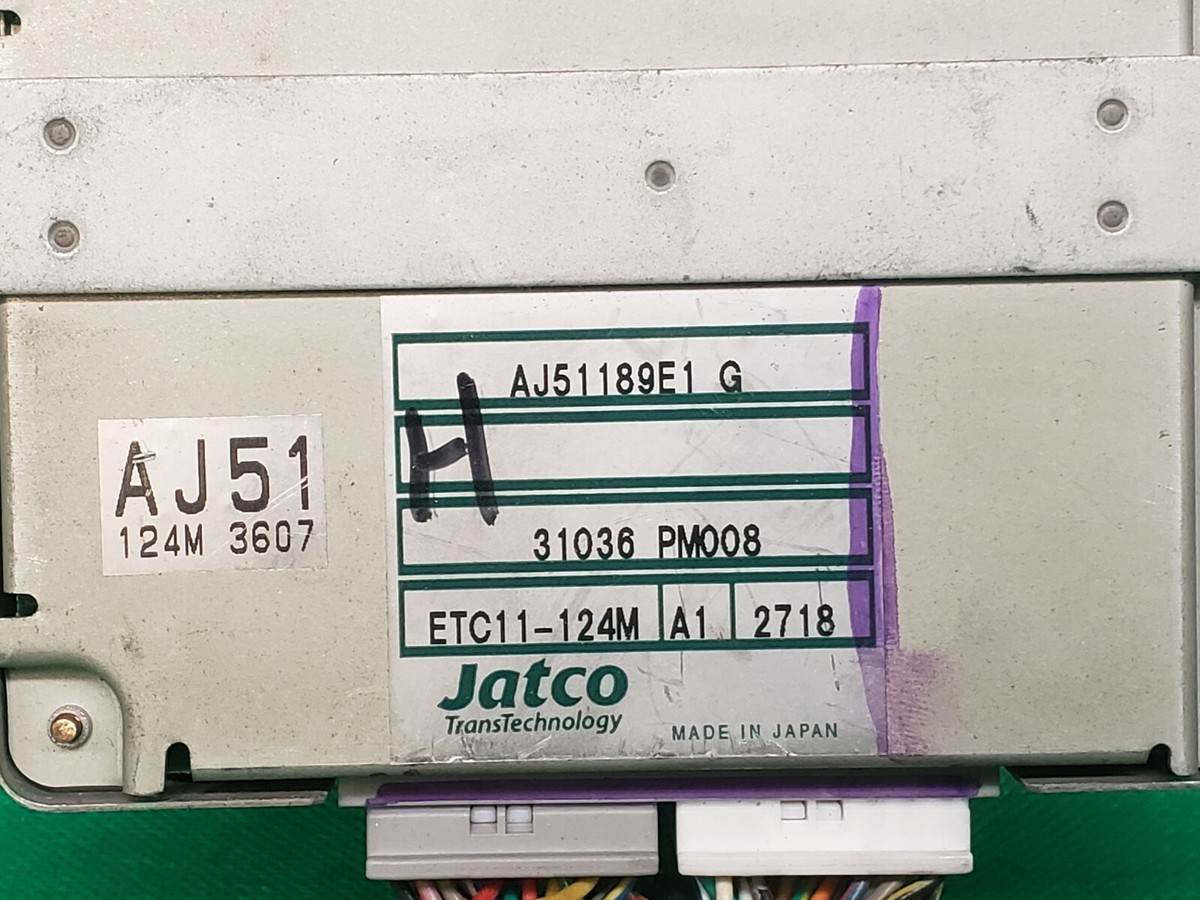 AJ51189E1 G
H
AJ51
124M 3607
31036 PM008
ETC11-124M A1 2718
Jatco
TransTechnology
MADE IN JAPAN